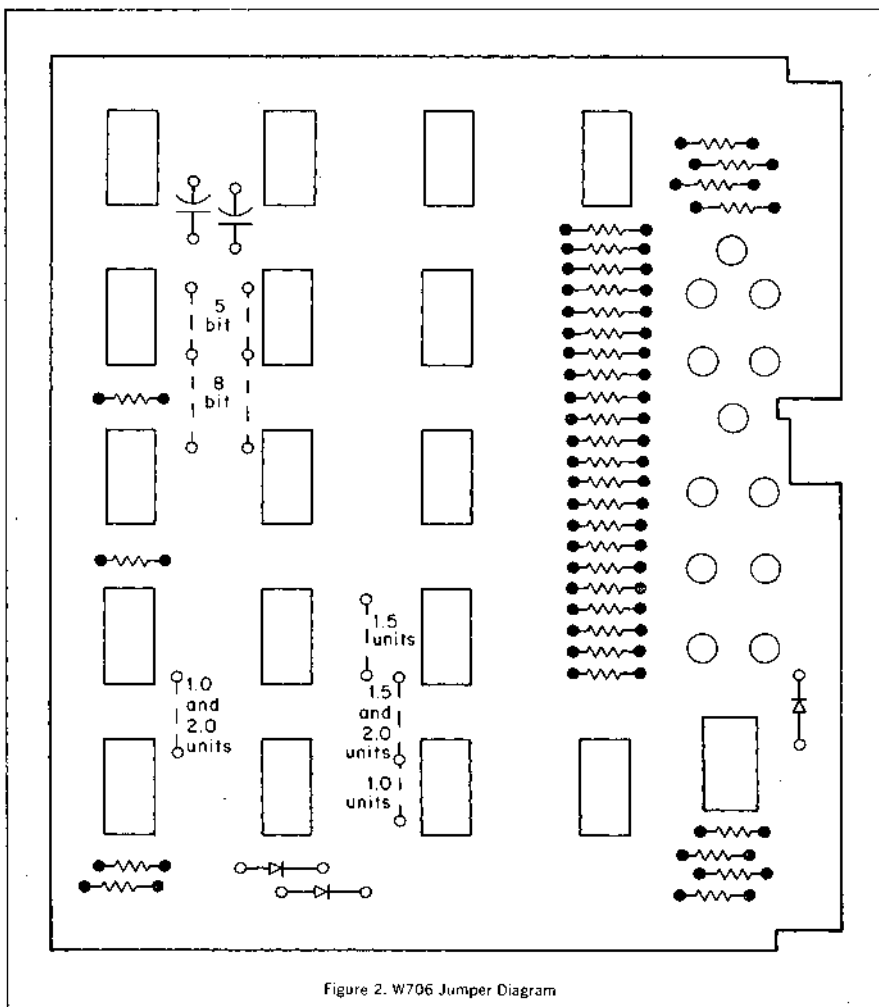 5
bit
8
bit
1.5
units
1.0
and
2.0
units
1.5
and
2.0
units
1.0
units
Figure 2. W706 Jumper Diagram